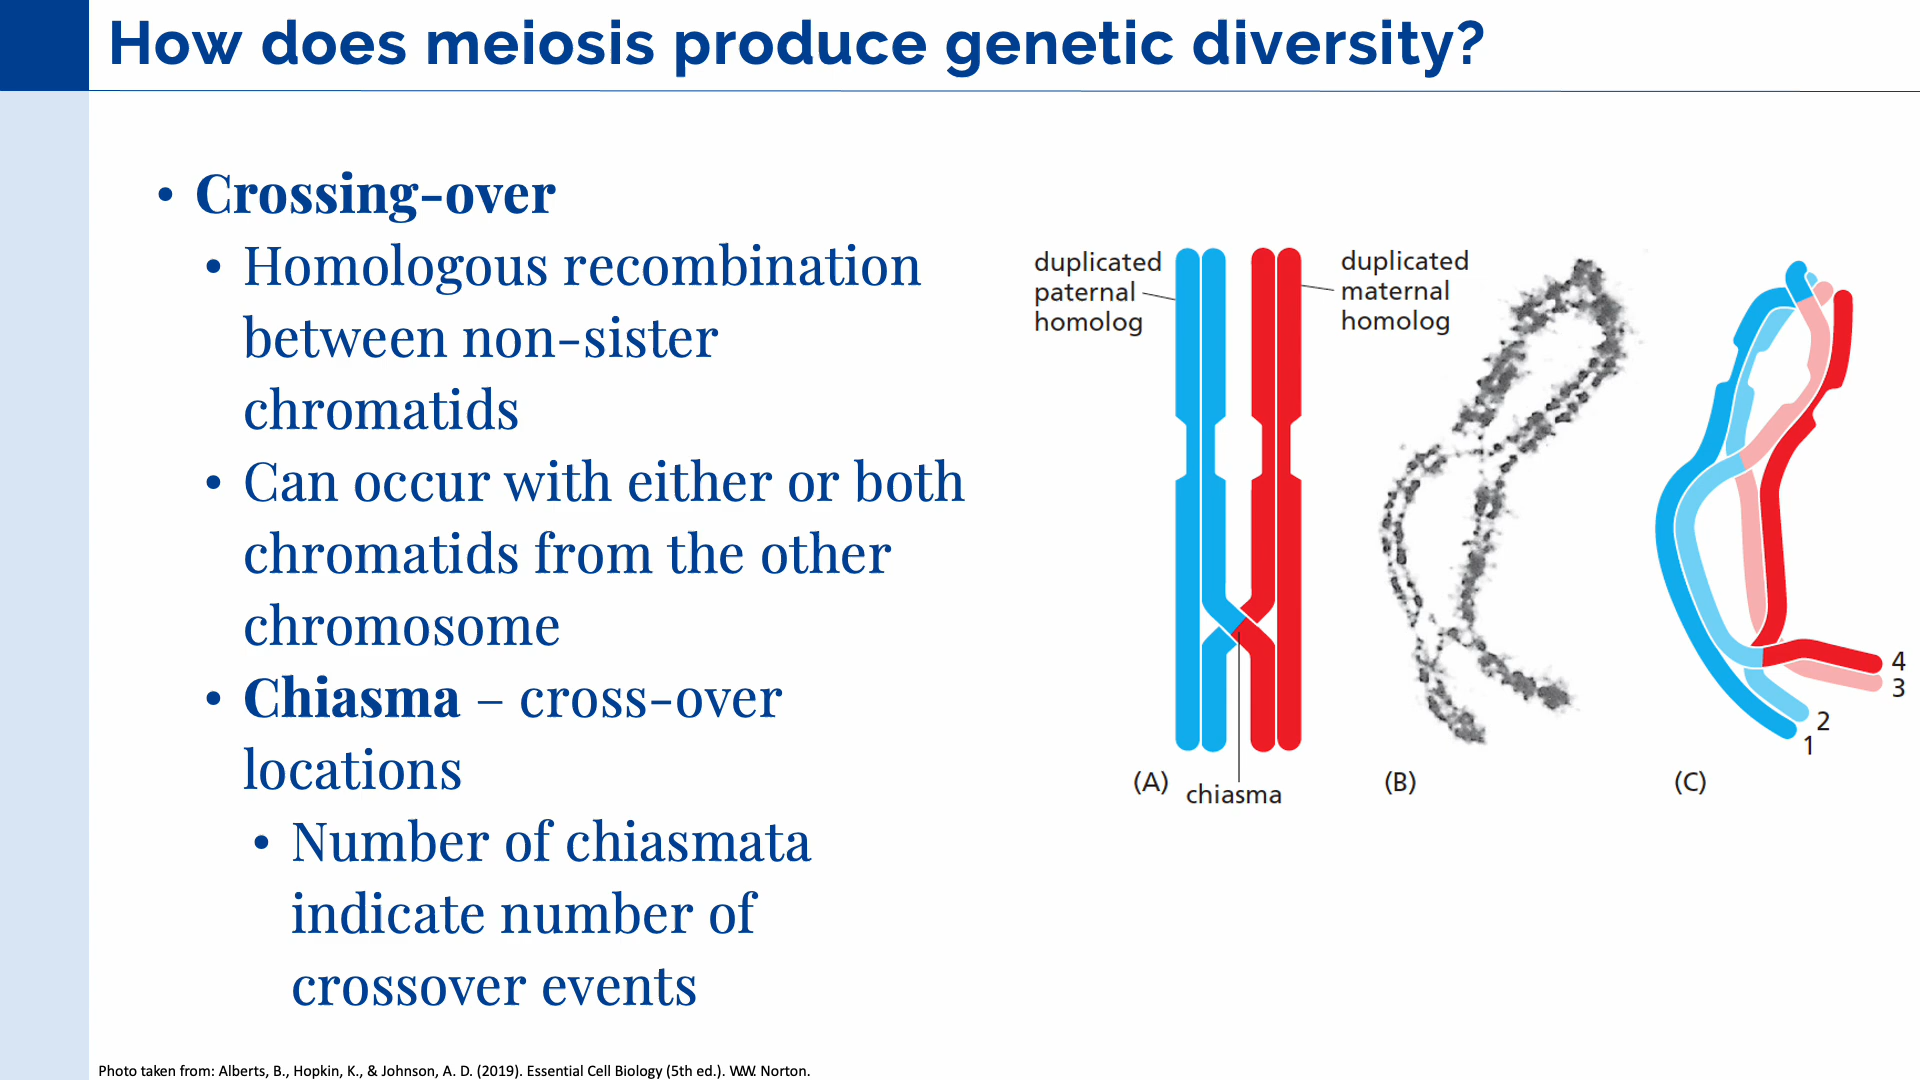 How does meiosis produce genetic diversity?
• Crossing-over
• Homologous recombination
between non-sister
chromatids
• Can occur with either or both
chromatids from the other
chromosome
• Chiasma – cross-over
locations
• Number of chiasmata
indicate number of
crossover events
duplicated
paternal
homolog
duplicated
maternal
homolog
(A)
chiasma
(B)
(C)
4
3
2
1
Photo taken from: Alberts, B., Hopkin, K., & Johnson, A. D. (2019). Essential Cell Biology (5th ed.). W.W. Norton.